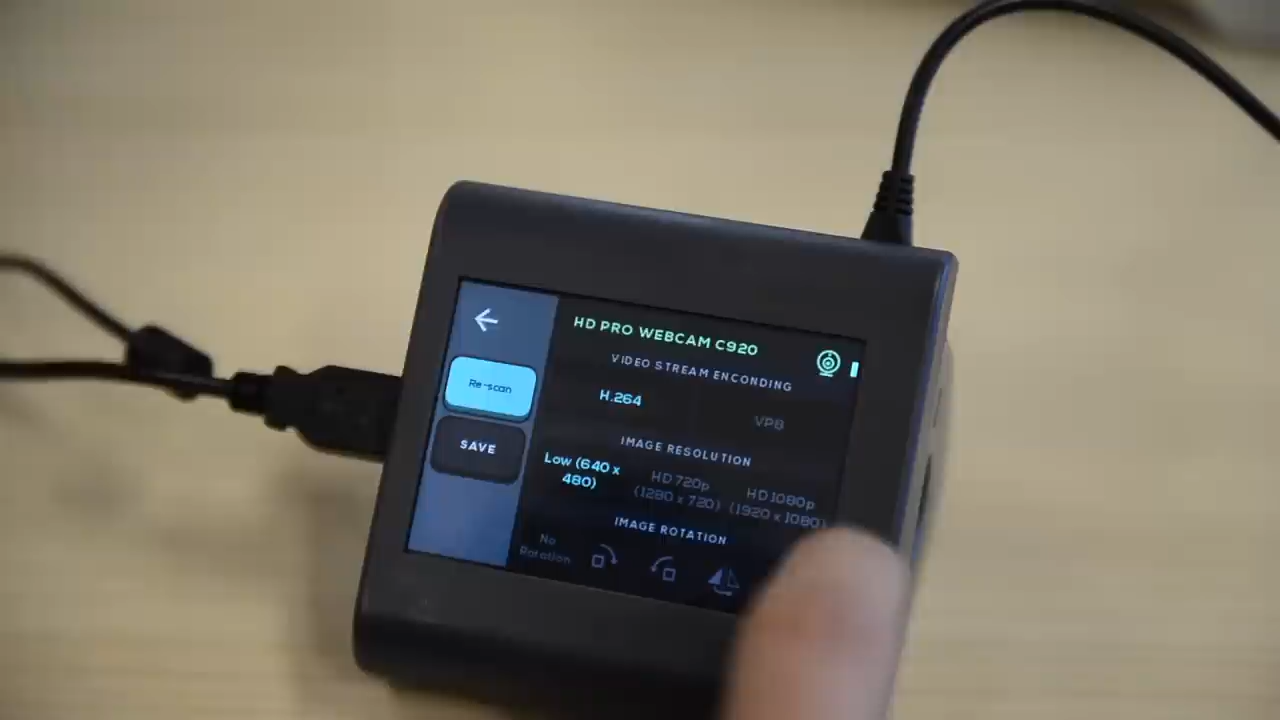 HD PRO WEBCAM C920
VIDEO STREAM ENCONDING
Re-scan
H.264
VP8
SAVE
IMAGE RESOLUTION
Low (640 x
480)
HD 720p
(1280 x 720)
HD 1080p
(1920 x 1080)
IMAGE ROTATION
No
Rotation